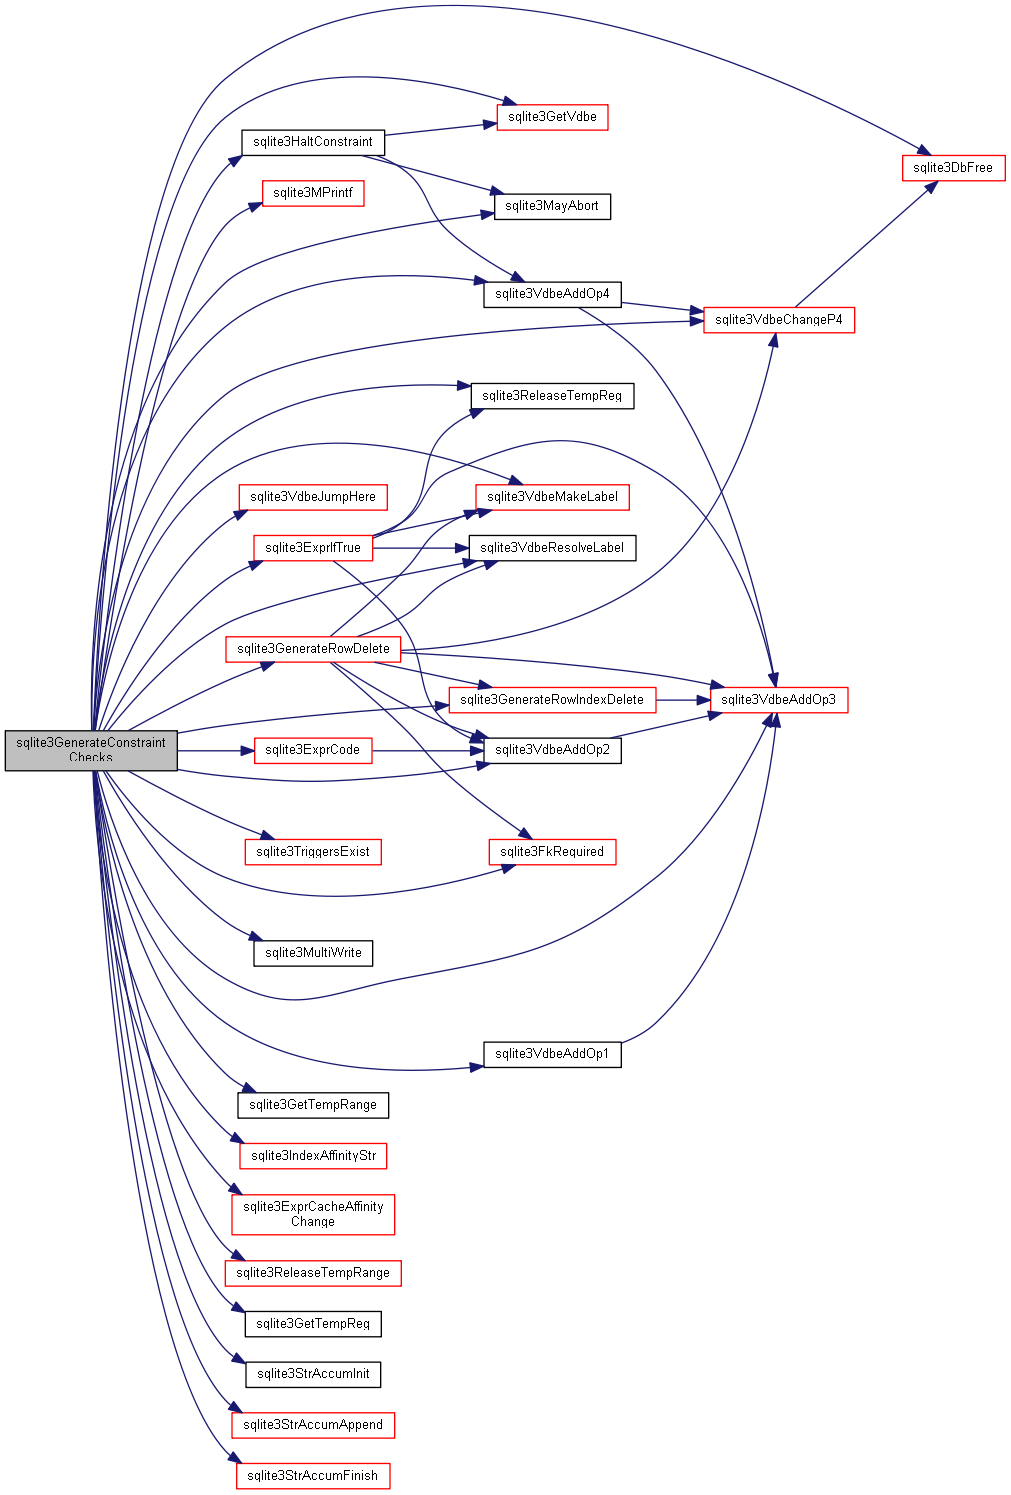 sqlite3GetVdbe
sqlite3HaltConstraint
sqlite3DbFree
sqlite3MPrintf
sqlite3MayAbort
sqlite3VdbeAddOp4
sqlite3VdbeChangeP4
sqlite3ReleaseTempReg
sqlite3VdbeJumpHere
sqlite3VdbeMakeLabel
sqlite3ExprIfTrue
sqlite3VdbeResolveLabel
sqlite3GenerateRowDelete
sqlite3GenerateRowIndexDelete
sqlite3VdbeAddOp3
sqlite3GenerateConstraint
Checks
sqlite3ExprCode
sqlite3VdbeAddOp2
sqlite3TriggersExist
sqlite3FkRequired
sqlite3MultiWrite
sqlite3VdbeAddOp1
sqlite3GetTempRange
sqlite3IndexAffinityStr
sqlite3ExprCacheAffinity
Change
sqlite3ReleaseTempRange
sqlite3GetTempReg
sqlite3StrAccumInit
sqlite3StrAccumAppend
sqlite3StrAccumFinish